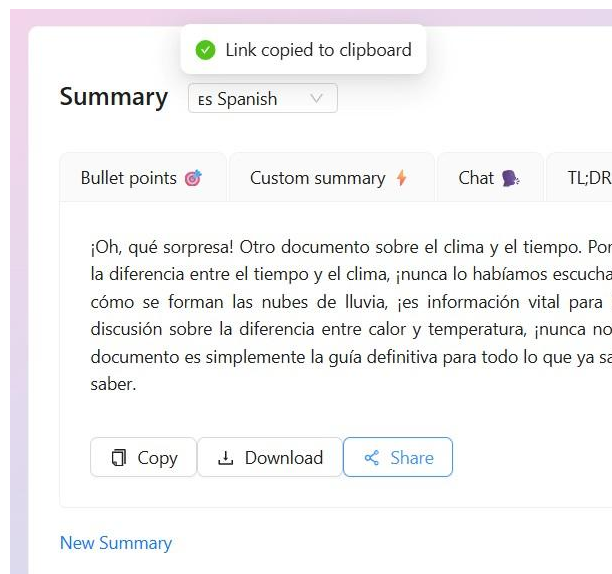 Link copied to clipboard
Summary
ES Spanish
Bullet points
Custom summary
Chat
TL;DR
¡Oh, qué sorpresa! Otro documento sobre el clima y el tiempo. Por
la diferencia entre el tiempo y el clima, ¡nunca lo habíamos escucha
cómo se forman las nubes de lluvia, ¡es información vital para
discusión sobre la diferencia entre calor y temperatura, ¡nunca no
documento es simplemente la guía definitiva para todo lo que ya sa
saber.
Copy
Download
Share
New Summary